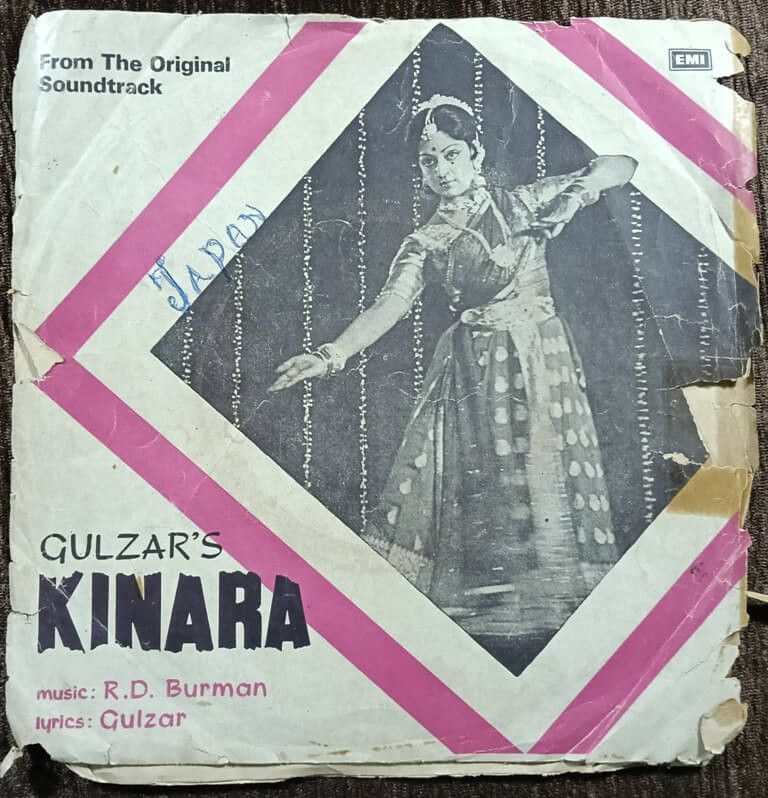 From The Original
Soundtrack
EMI
JAPAN
GULZAR'S
KINARA
music: R.D. Burman
lyrics: Gulzar